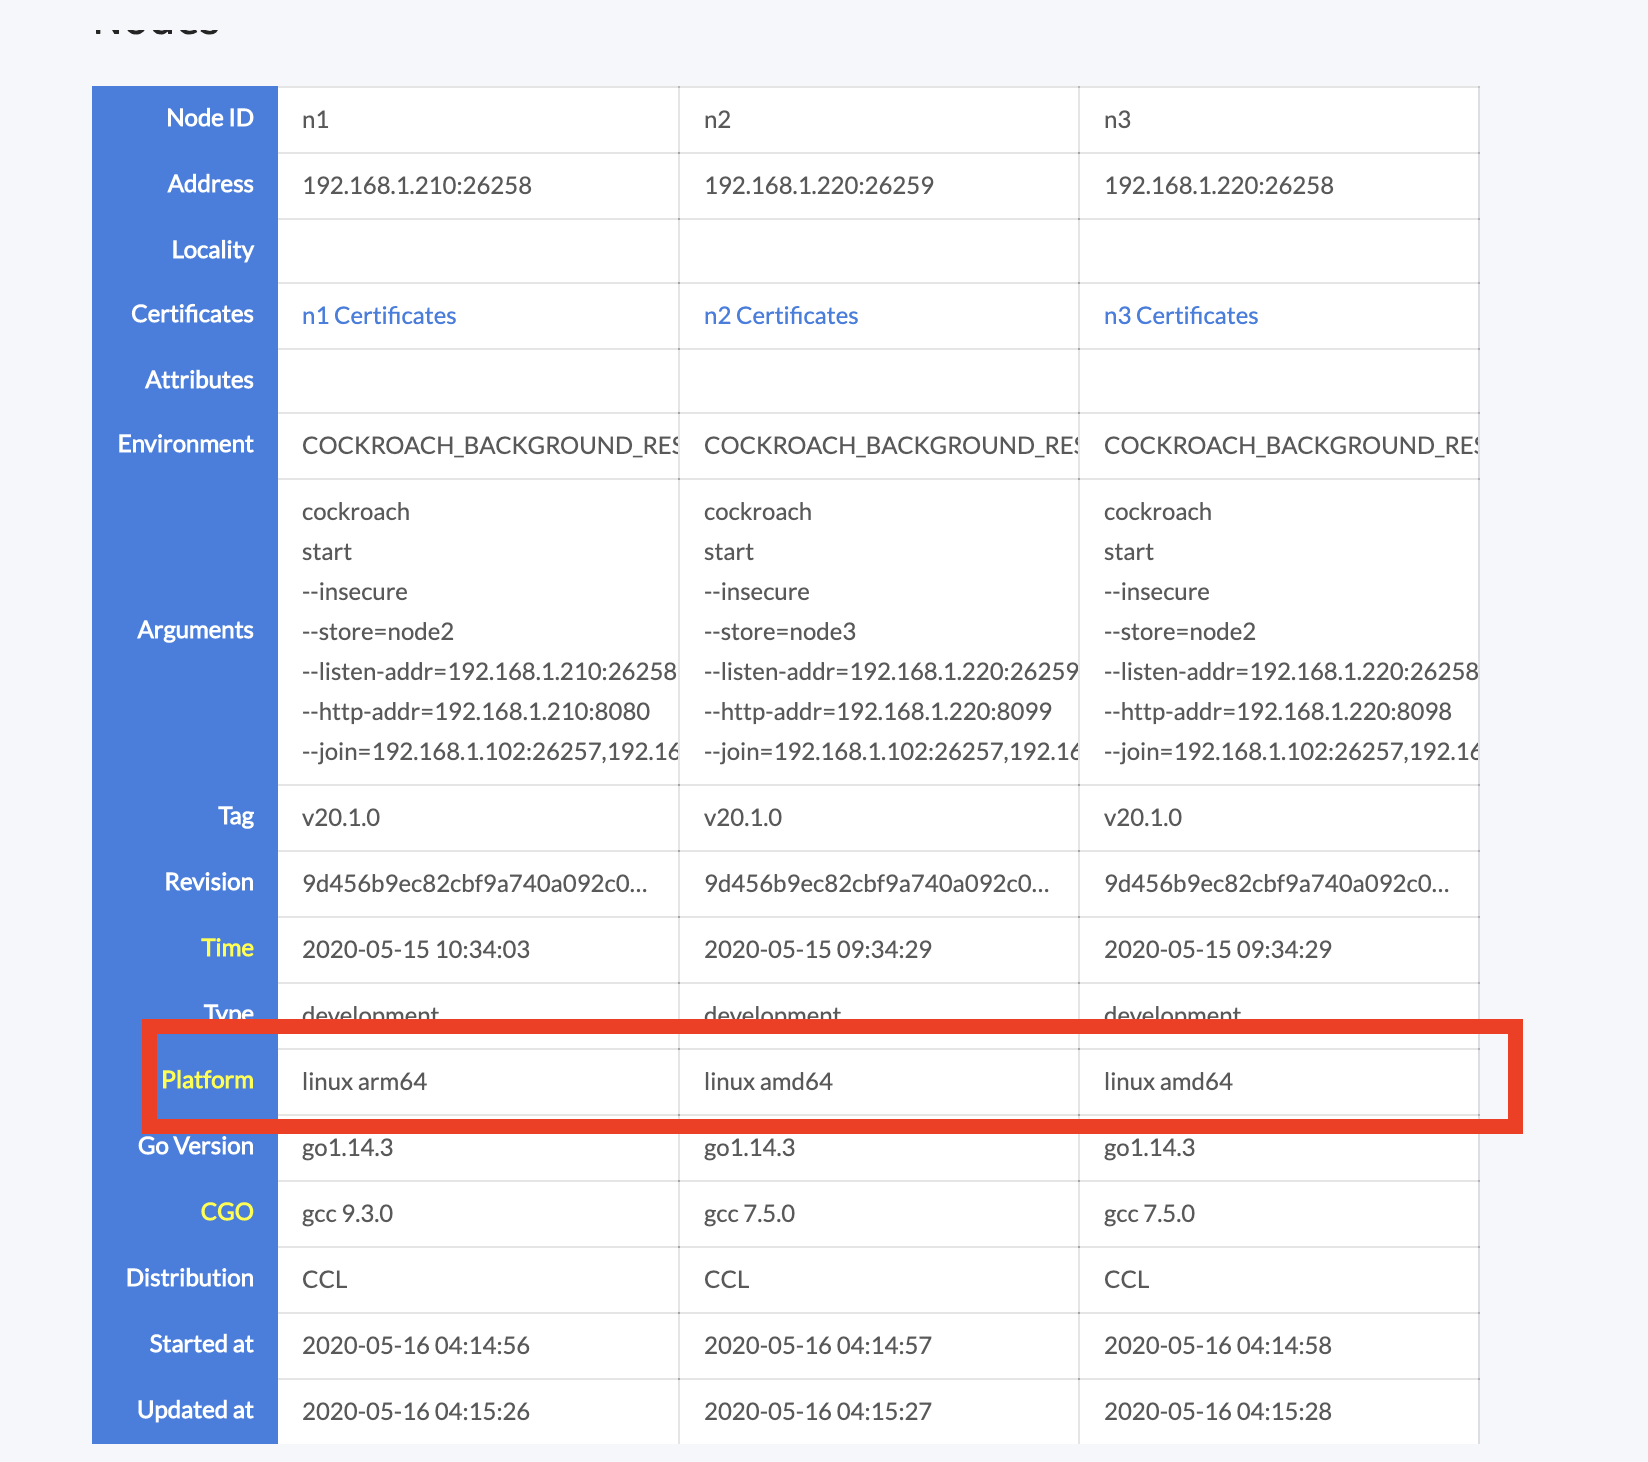 Nodes
Node ID n1 n2 n3
Address 192.168.1.210:26258 192.168.1.220:26259 192.168.1.220:26258
Locality
Certificates n1 Certificates n2 Certificates n3 Certificates
Attributes
Environment COCKROACH_BACKGROUND_RES COCKROACH_BACKGROUND_RES COCKROACH_BACKGROUND_RES
Arguments
cockroach cockroach cockroach
start start start
--insecure --insecure --insecure
--store=node2 --store=node3 --store=node2
--listen-addr=192.168.1.210:26258 --listen-addr=192.168.1.220:26259 --listen-addr=192.168.1.220:26258
--http-addr=192.168.1.210:8080 --http-addr=192.168.1.220:8099 --http-addr=192.168.1.220:8098
--join=192.168.1.102:26257,192.16 --join=192.168.1.102:26257,192.16 --join=192.168.1.102:26257,192.16
Tag v20.1.0 v20.1.0 v20.1.0
Revision 9d456b9ec82cbf9a740a092c0... 9d456b9ec82cbf9a740a092c0... 9d456b9ec82cbf9a740a092c0...
Time 2020-05-15 10:34:03 2020-05-15 09:34:29 2020-05-15 09:34:29
Type development development development
Platform linux arm64 linux amd64 linux amd64
Go Version go1.14.3 go1.14.3 go1.14.3
CGO gcc 9.3.0 gcc 7.5.0 gcc 7.5.0
Distribution CCL CCL CCL
Started at 2020-05-16 04:14:56 2020-05-16 04:14:57 2020-05-16 04:14:58
Updated at 2020-05-16 04:15:26 2020-05-16 04:15:27 2020-05-16 04:15:28